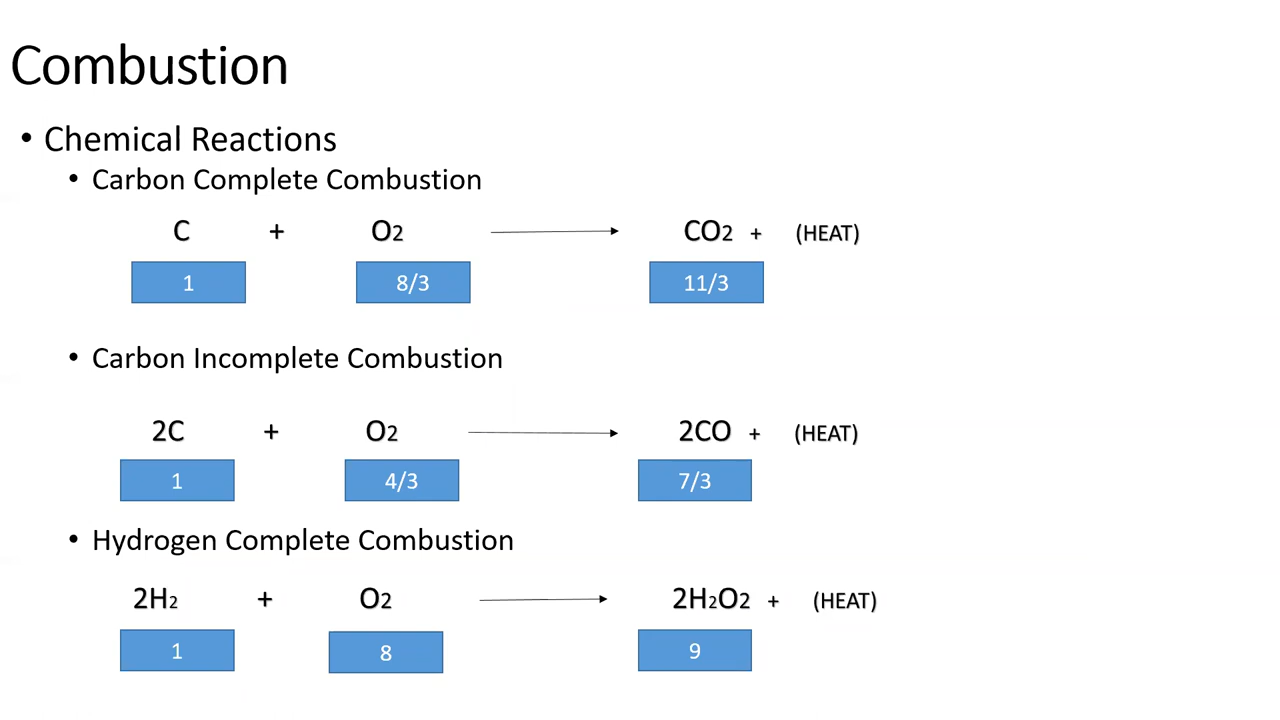 Combustion
• Chemical Reactions
• Carbon Complete Combustion
C + O2 CO2 + (HEAT)
1 8/3 11/3
• Carbon Incomplete Combustion
2C + O2 2CO + (HEAT)
1 4/3 7/3
• Hydrogen Complete Combustion
2H2 + O2 2H2O2 + (HEAT)
1 8 9